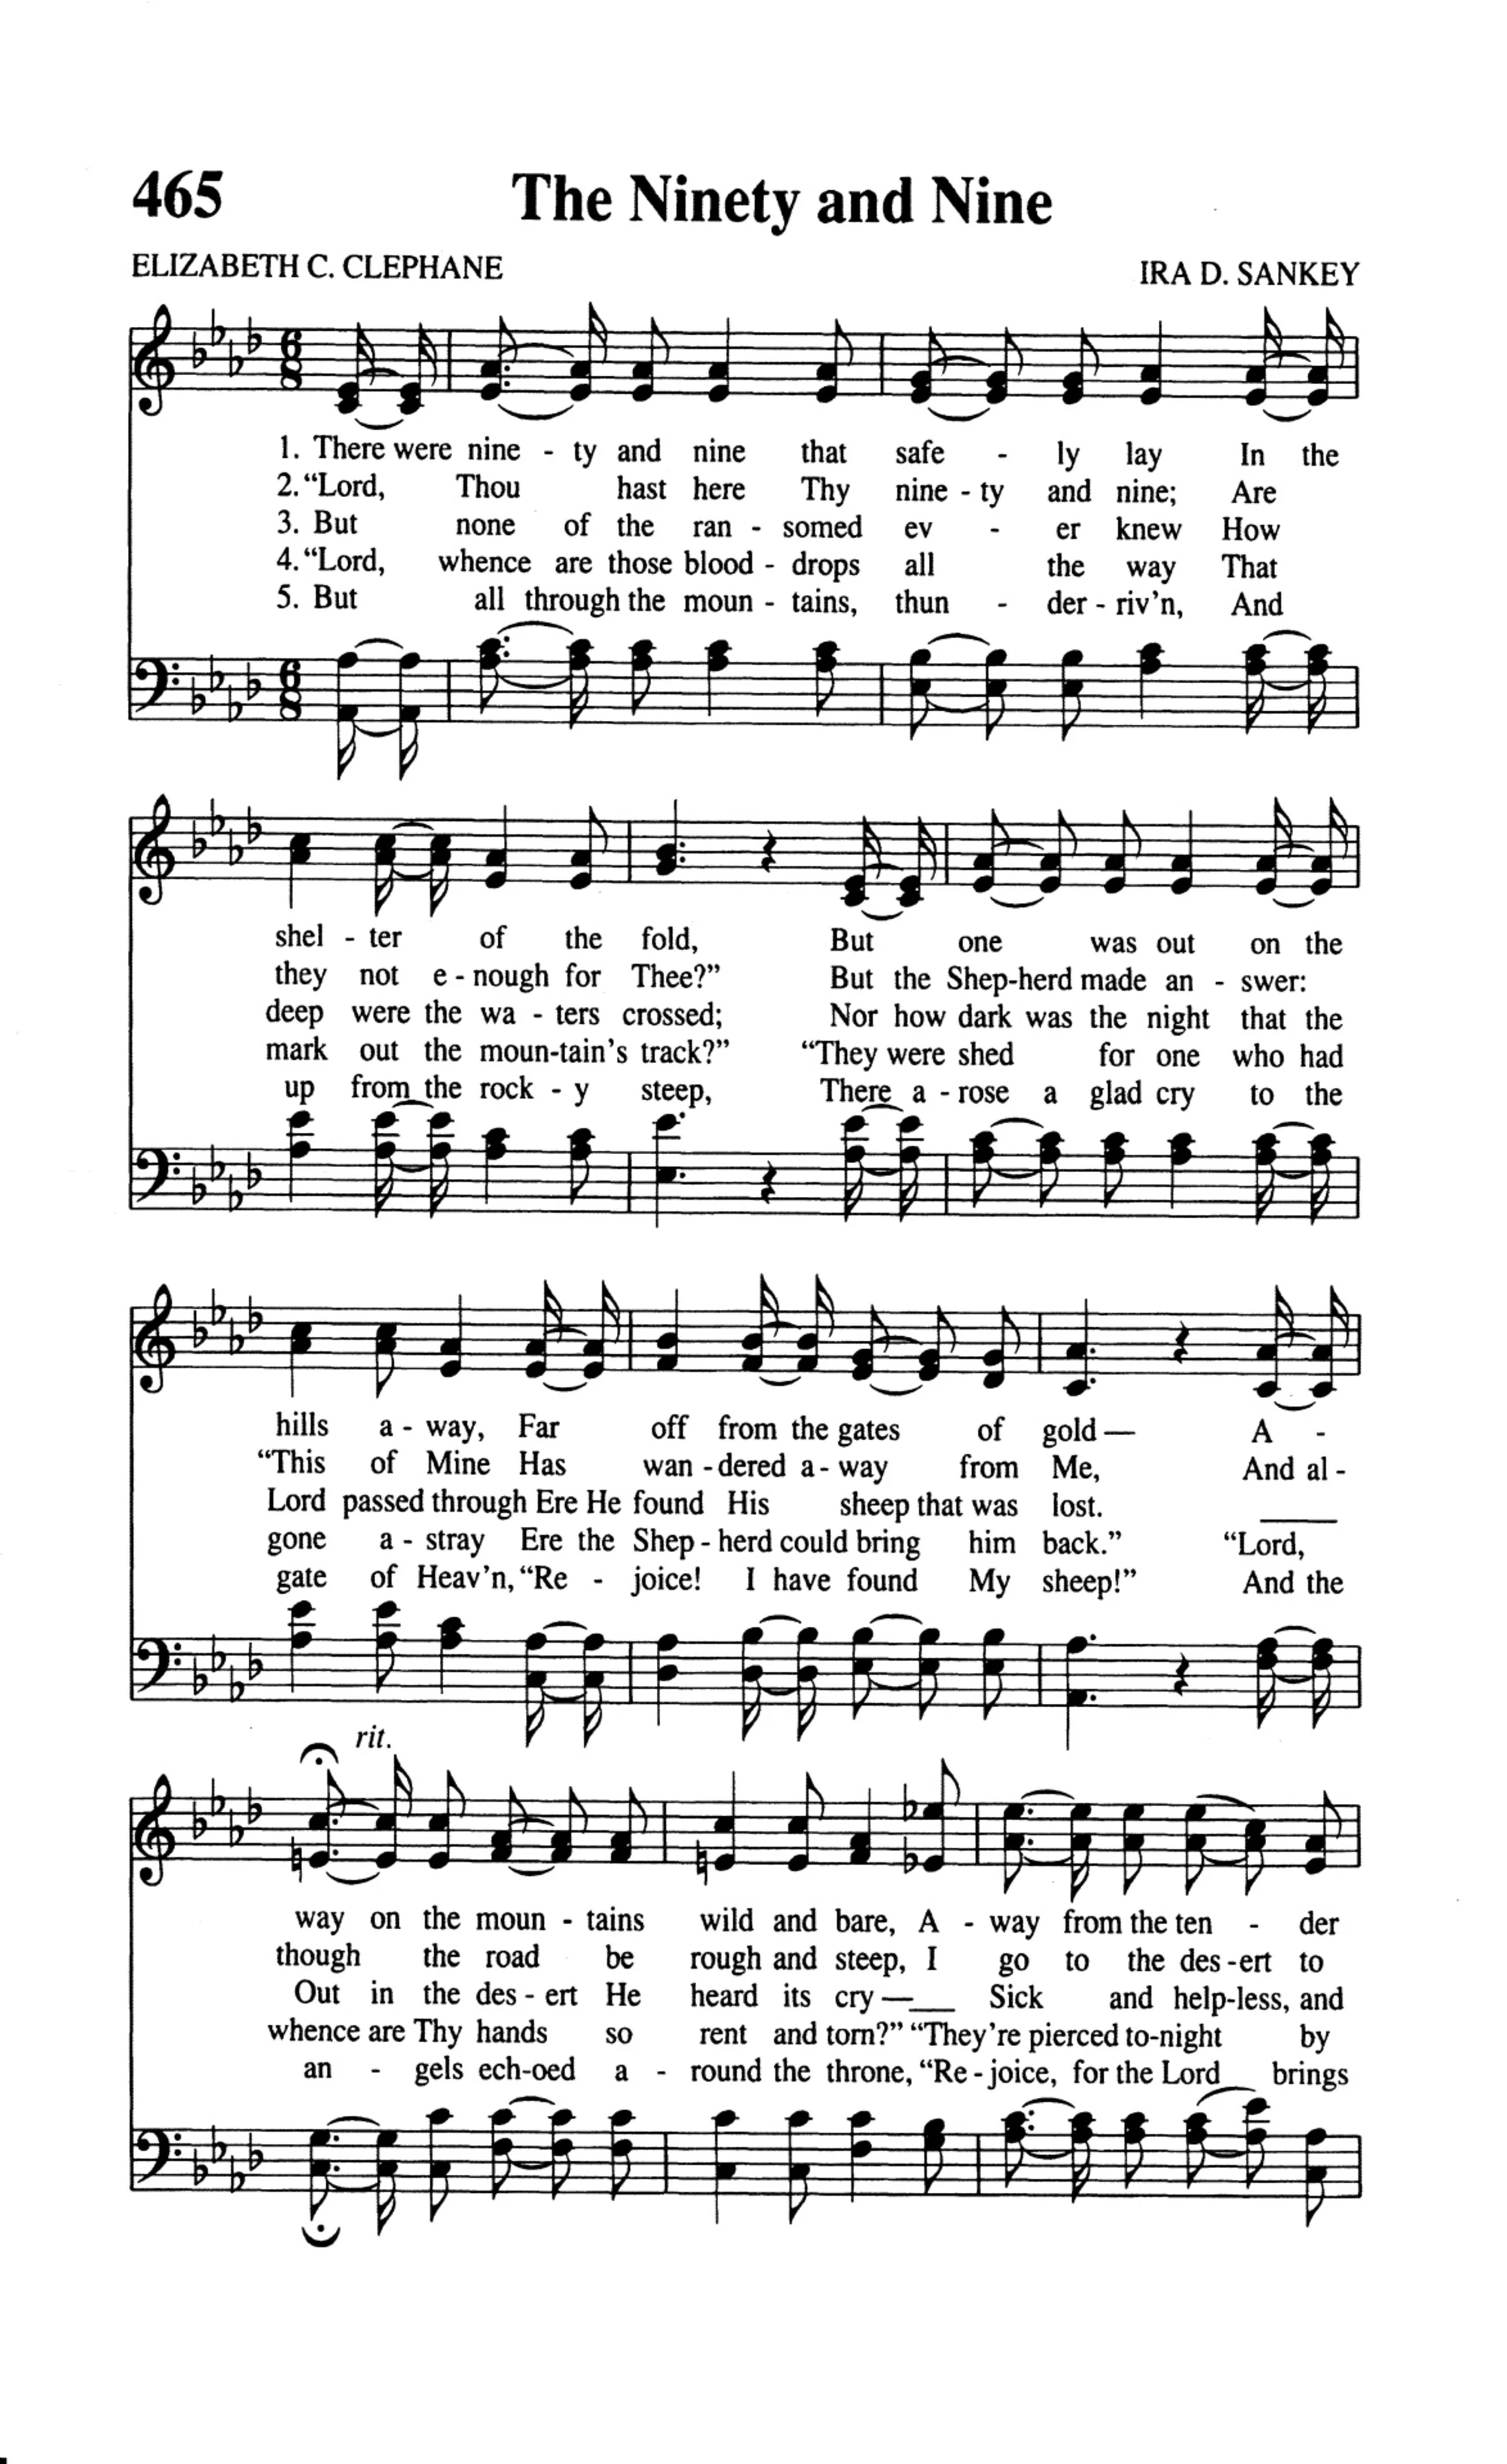 465 The Ninety and Nine
ELIZABETH C. CLEPHANE IRA D. SANKEY
1. There were nine - ty and nine that safe - ly lay In the
2. “Lord, Thou hast here Thy nine - ty and nine; Are
3. But none of the ran - somed ev - er knew How
4. “Lord, whence are those blood - drops all the way That
5. But all through the moun - tains, thun - der - riv’n, And
shel - ter of the fold, But one was out on the
they not e - nough for Thee?” But the Shep-herd made an - swer:
deep were the wa - ters crossed; Nor how dark was the night that the
mark out the moun-tain’s track?” “They were shed for one who had
up from the rock - y steep, There a - rose a glad cry to the
hills a - way, Far off from the gates of gold— A -
“This of Mine Has wan - dered a - way from Me, And al -
Lord passed through Ere He found His sheep that was lost. ___
gone a - stray Ere the Shep - herd could bring him back.” “Lord,
gate of Heav’n, “Re - joice! I have found My sheep!” And the
rit.
way on the moun - tains wild and bare, A - way from the ten - der
though the road be rough and steep, I go to the des - ert to
Out in the des - ert He heard its cry—___ Sick and help-less, and
whence are Thy hands so rent and torn?” “They’re pierced to-night by
an - gels ech-oed a - round the throne, “Re - joice, for the Lord brings